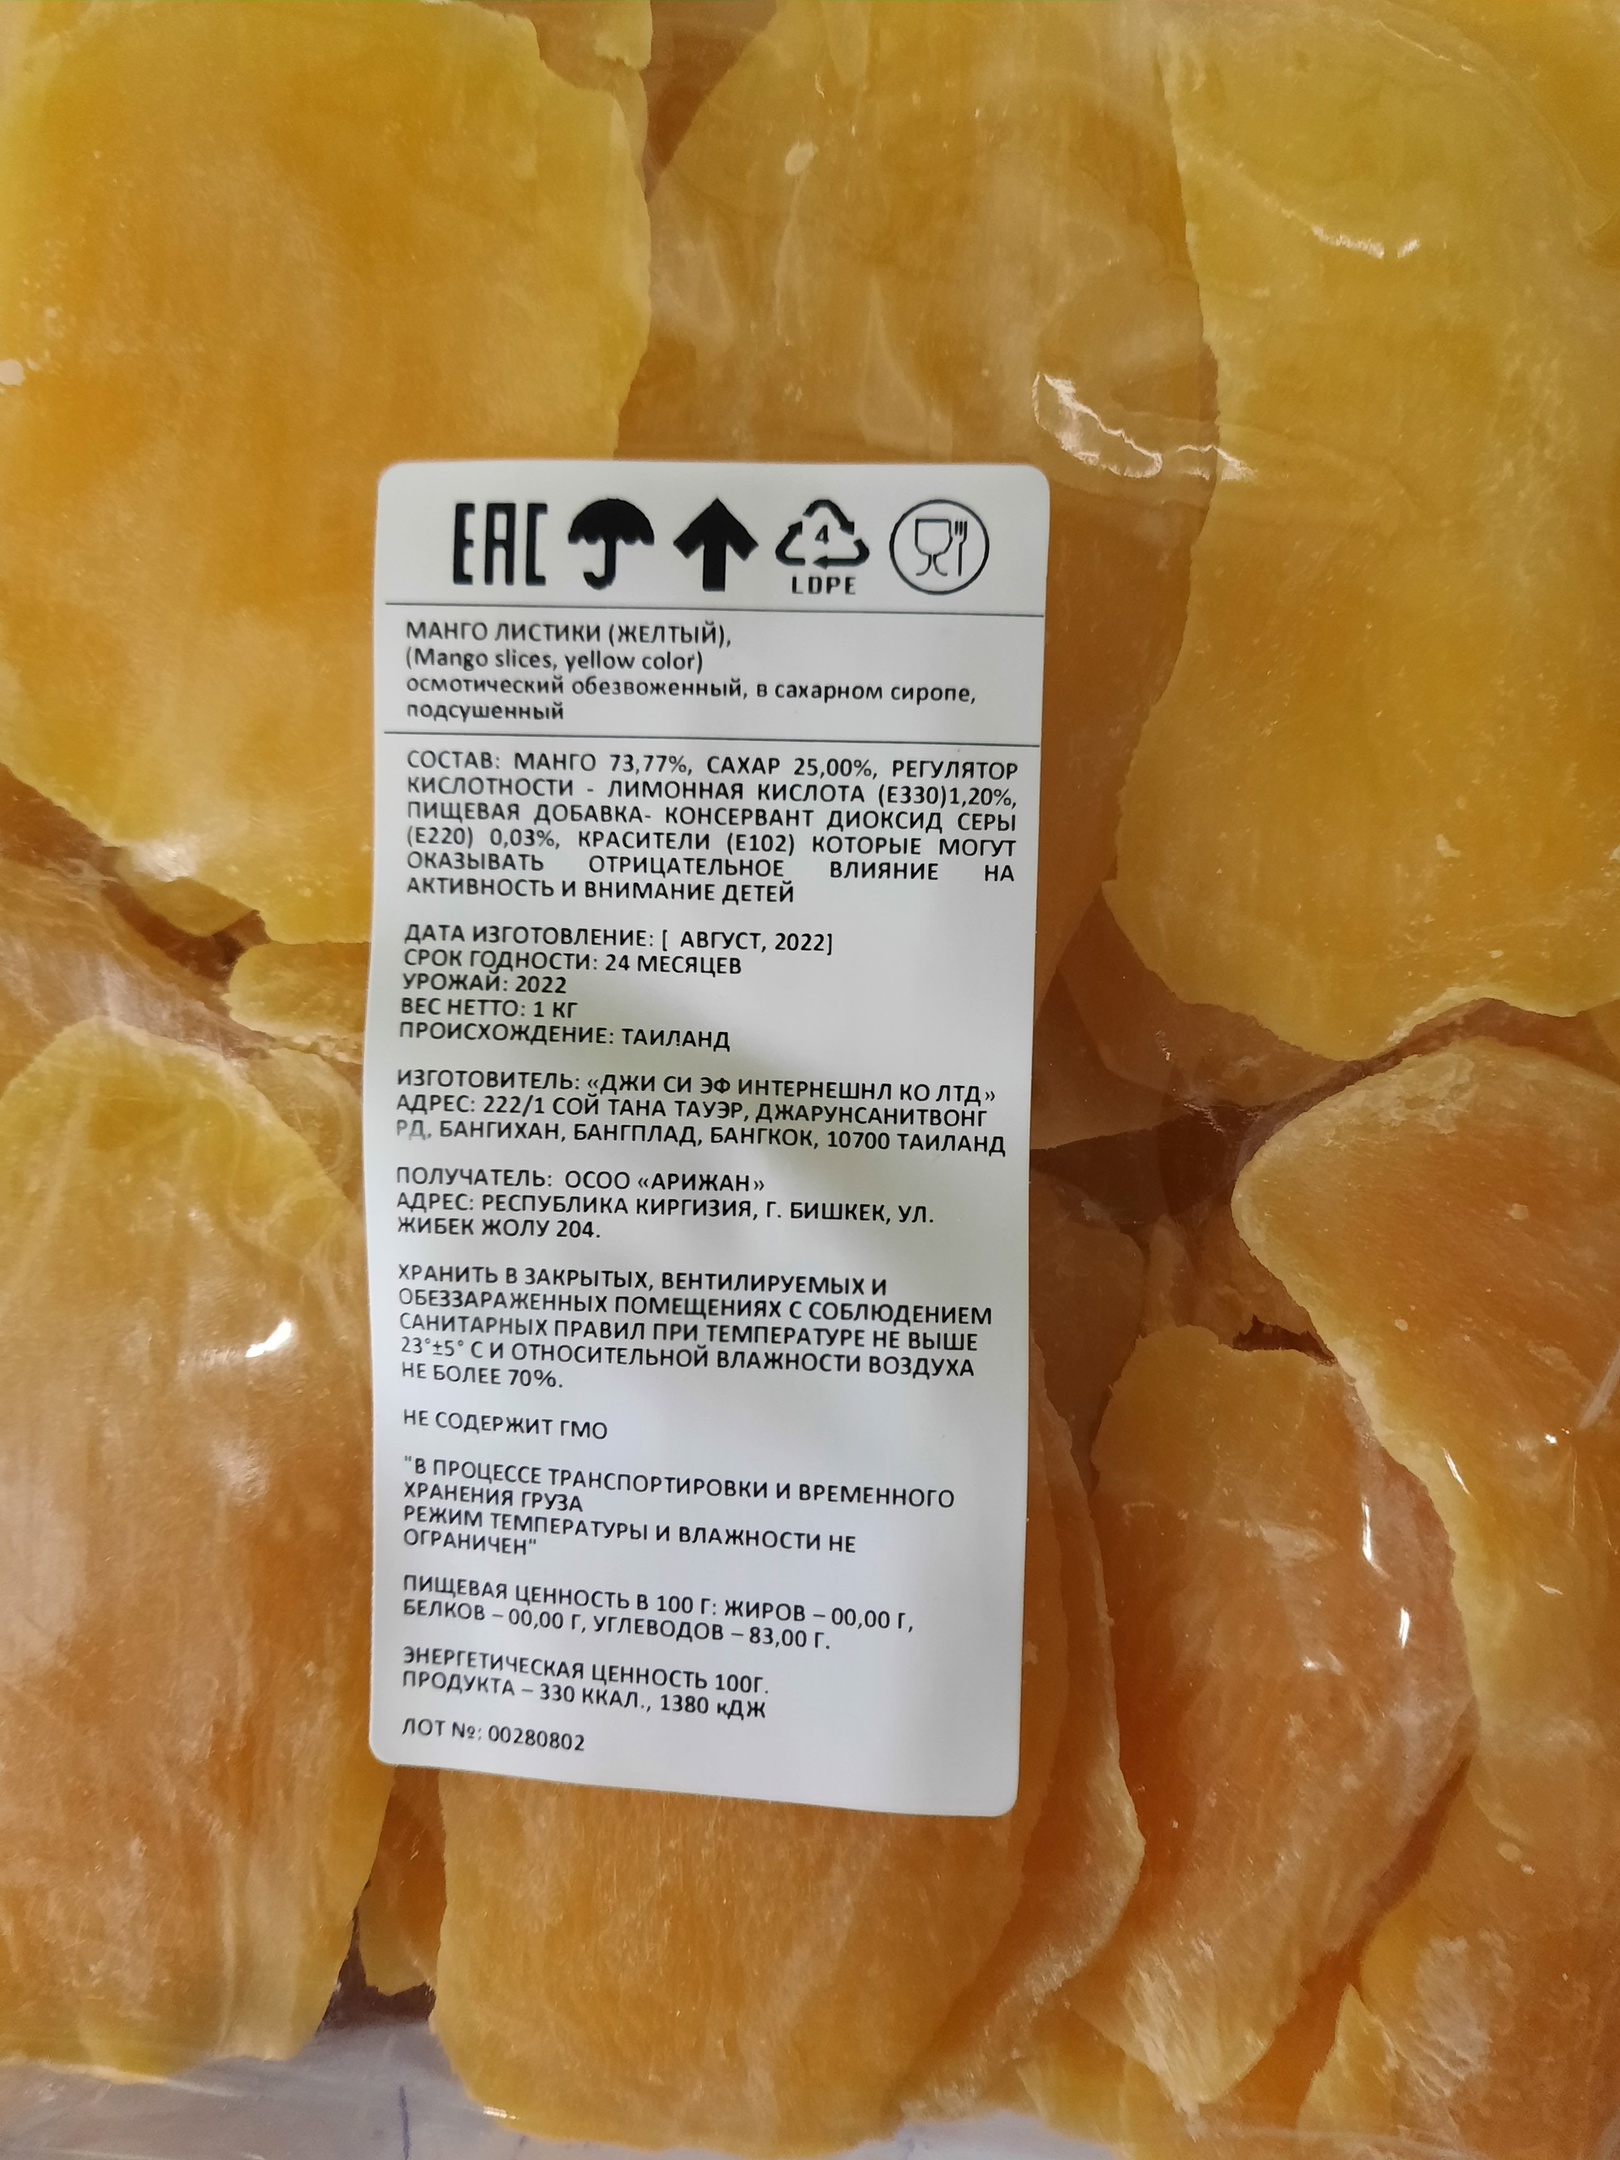 EAC
4
LDPE
МАНГО ЛИСТИКИ (ЖЕЛТЫЙ),
(Mango slices, yellow color)
осмотический обезвоженный, в сахарном сиропе,
подсушенный
СОСТАВ: МАНГО 73,77%, САХАР 25,00%, РЕГУЛЯТОР
КИСЛОТНОСТИ - ЛИМОННАЯ КИСЛОТА (Е330)1,20%,
ПИЩЕВАЯ ДОБАВКА- КОНСЕРВАНТ ДИОКСИД СЕРЫ
(Е220) 0,03%, КРАСИТЕЛИ (Е102) КОТОРЫЕ МОГУТ
ОКАЗЫВАТЬ ОТРИЦАТЕЛЬНОЕ ВЛИЯНИЕ НА
АКТИВНОСТЬ И ВНИМАНИЕ ДЕТЕЙ
ДАТА ИЗГОТОВЛЕНИЕ: [ АВГУСТ, 2022]
СРОК ГОДНОСТИ: 24 МЕСЯЦЕВ
УРОЖАЙ: 2022
ВЕС НЕТТО: 1 КГ
ПРОИСХОЖДЕНИЕ: ТАИЛАНД
ИЗГОТОВИТЕЛЬ: «ДЖИ СИ ЭФ ИНТЕРНЕШНЛ КО ЛТД»
АДРЕС: 222/1 СОЙ ТАНА ТАУЭР, ДЖАРУНСАНИТВОНГ
РД, БАНГИХАН, БАНГПЛАД, БАНГКОК, 10700 ТАИЛАНД
ПОЛУЧАТЕЛЬ: ОСОО «АРИЖАН»
АДРЕС: РЕСПУБЛИКА КИРГИЗИЯ, Г. БИШКЕК, УЛ.
ЖИБЕК ЖОЛУ 204.
ХРАНИТЬ В ЗАКРЫТЫХ, ВЕНТИЛИРУЕМЫХ И
ОБЕЗЗАРАЖЕННЫХ ПОМЕЩЕНИЯХ С СОБЛЮДЕНИЕМ
САНИТАРНЫХ ПРАВИЛ ПРИ ТЕМПЕРАТУРЕ НЕ ВЫШЕ
23°±5° С И ОТНОСИТЕЛЬНОЙ ВЛАЖНОСТИ ВОЗДУХА
НЕ БОЛЕЕ 70%.
НЕ СОДЕРЖИТ ГМО
"В ПРОЦЕССЕ ТРАНСПОРТИРОВКИ И ВРЕМЕННОГО
ХРАНЕНИЯ ГРУЗА
РЕЖИМ ТЕМПЕРАТУРЫ И ВЛАЖНОСТИ НЕ
ОГРАНИЧЕН"
ПИЩЕВАЯ ЦЕННОСТЬ В 100 Г: ЖИРОВ – 00,00 Г,
БЕЛКОВ – 00,00 Г, УГЛЕВОДОВ – 83,00 Г.
ЭНЕРГЕТИЧЕСКАЯ ЦЕННОСТЬ 100Г.
ПРОДУКТА – 330 ККАЛ., 1380 кДЖ
ЛОТ №: 00280802